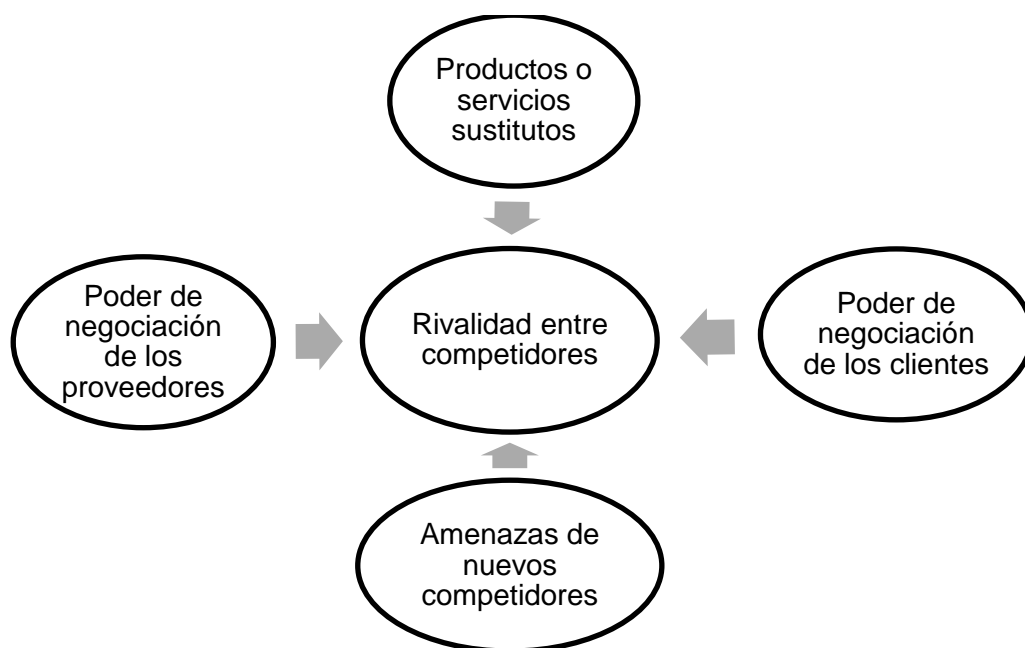 Productos o
servicios
sustitutos
Poder de
negociación
de los
proveedores
Rivalidad entre
competidores
Poder de
negociación
de los clientes
Amenazas de
nuevos
competidores